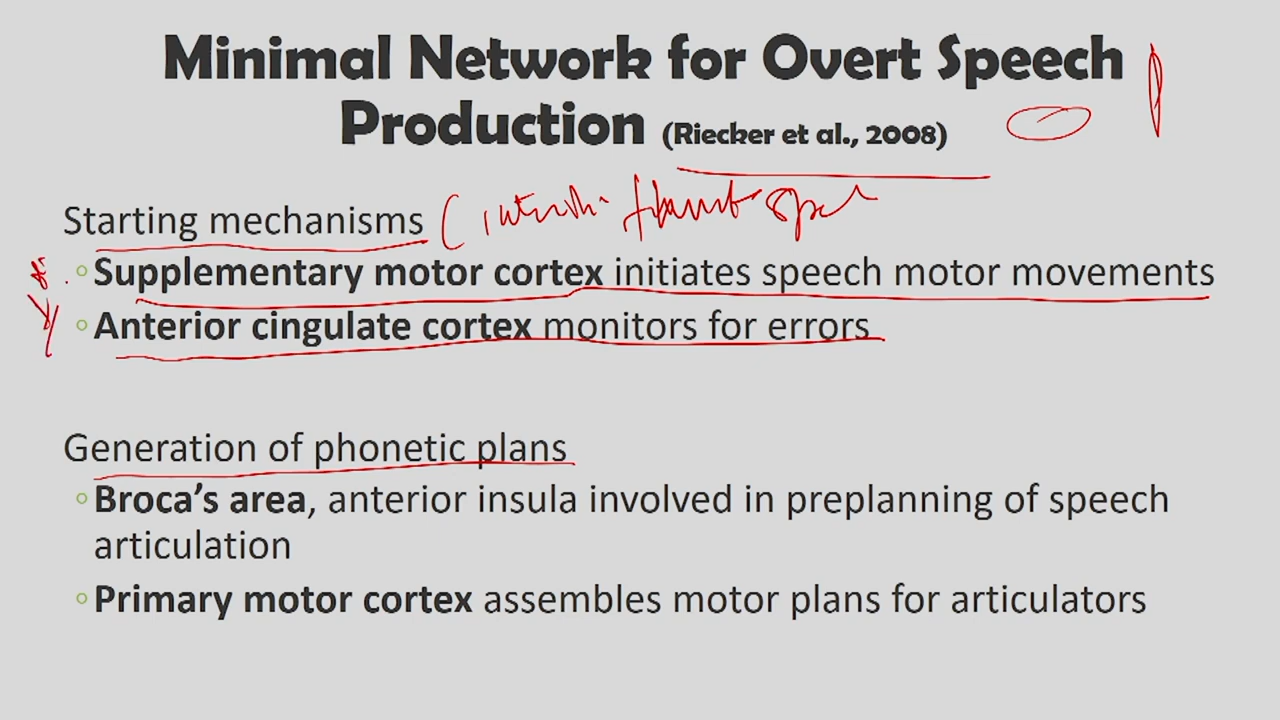 Minimal Network for Overt Speech
Production (Riecker et al., 2008)
Starting mechanisms
◦Supplementary motor cortex initiates speech motor movements
◦Anterior cingulate cortex monitors for errors
Generation of phonetic plans
◦Broca’s area, anterior insula involved in preplanning of speech
articulation
◦Primary motor cortex assembles motor plans for articulators